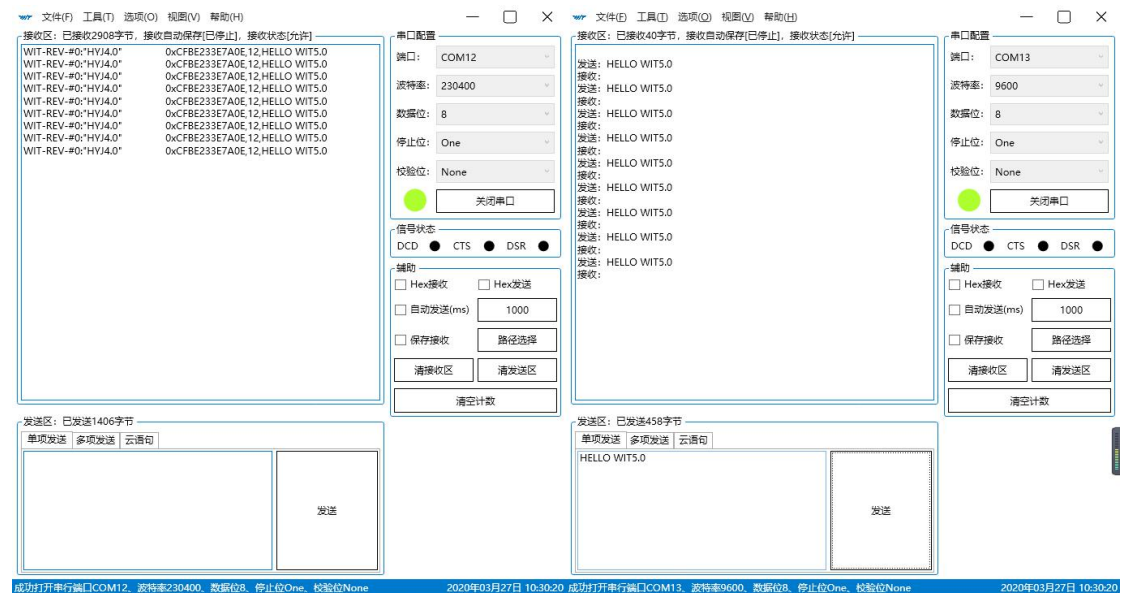 文件(F) 工具(T) 选项(O) 视图(V) 帮助(H)
接收区：已接收2908字节，接收自动保存[已停止]，接收状态[允许]
WIT-REV-#0:"HYJ4.0" 0xCFBE233E7A0E,12,HELLO WIT5.0
WIT-REV-#0:"HYJ4.0" 0xCFBE233E7A0E,12,HELLO WIT5.0
WIT-REV-#0:"HYJ4.0" 0xCFBE233E7A0E,12,HELLO WIT5.0
WIT-REV-#0:"HYJ4.0" 0xCFBE233E7A0E,12,HELLO WIT5.0
WIT-REV-#0:"HYJ4.0" 0xCFBE233E7A0E,12,HELLO WIT5.0
WIT-REV-#0:"HYJ4.0" 0xCFBE233E7A0E,12,HELLO WIT5.0
WIT-REV-#0:"HYJ4.0" 0xCFBE233E7A0E,12,HELLO WIT5.0
WIT-REV-#0:"HYJ4.0" 0xCFBE233E7A0E,12,HELLO WIT5.0
WIT-REV-#0:"HYJ4.0" 0xCFBE233E7A0E,12,HELLO WIT5.0
串口配置
端口： COM12
波特率： 230400
数据位： 8
停止位： One
校验位： None
关闭串口
信号状态
DCD CTS DSR
辅助
Hex接收 Hex发送
自动发送(ms) 1000
保存接收 路径选择
清接收区 清发送区
清空计数
发送区：已发送1406字节
单项发送 多项发送 云语句
发送
成功打开串行端口COM12、波特率230400、数据位8、停止位One、校验位None 2020年03月27日 10:30:20
文件(F) 工具(T) 选项(O) 视图(V) 帮助(H)
接收区：已接收40字节，接收自动保存[已停止]，接收状态[允许]
发送：HELLO WIT5.0
接收：
发送：HELLO WIT5.0
接收：
发送：HELLO WIT5.0
接收：
发送：HELLO WIT5.0
接收：
发送：HELLO WIT5.0
接收：
发送：HELLO WIT5.0
接收：
发送：HELLO WIT5.0
接收：
发送：HELLO WIT5.0
接收：
发送：HELLO WIT5.0
接收：
串口配置
端口： COM13
波特率： 9600
数据位： 8
停止位： One
校验位： None
关闭串口
信号状态
DCD CTS DSR
辅助
Hex接收 Hex发送
自动发送(ms) 1000
保存接收 路径选择
清接收区 清发送区
清空计数
发送区：已发送458字节
单项发送 多项发送 云语句
HELLO WIT5.0
发送
成功打开串行端口COM13、波特率9600、数据位8、停止位One、校验位None 2020年03月27日 10:30:20